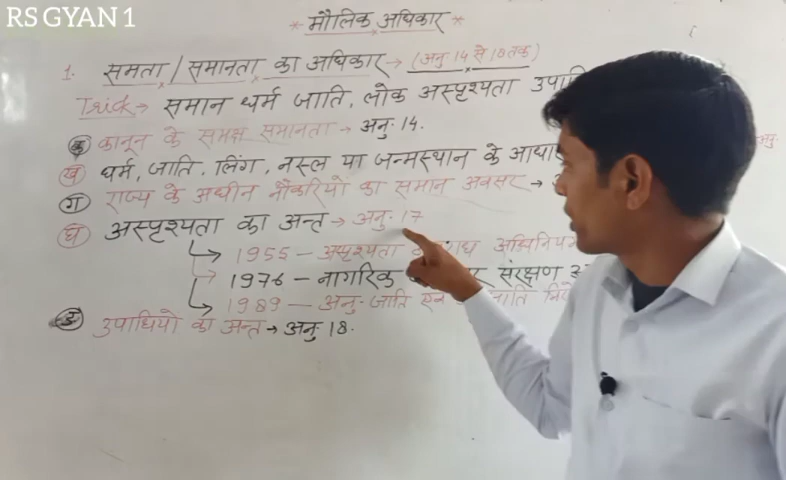 RS GYAN 1
* मौलिक अधिकार *
1. समता / समानता का अधिकार → (अनु 14 से 18 तक)
Trick → समान धर्म जाति, लोक अस्पृश्यता
क कानून के समक्ष समानता → अनु. 14.
ख धर्म, जाति, लिंग, नस्ल या जन्मस्थान के अनु.
ग राज्य के अधीन नौकरियों का समान अवसर →
घ अस्पृश्यता का अन्त → अनु. 17
→ 1955 – अस्पृश्यता
→ 1976 – नागरिक संरक्षण
→ 1989 – अनु. जाति
ङ उपाधियों का अन्त → अनु. 18.